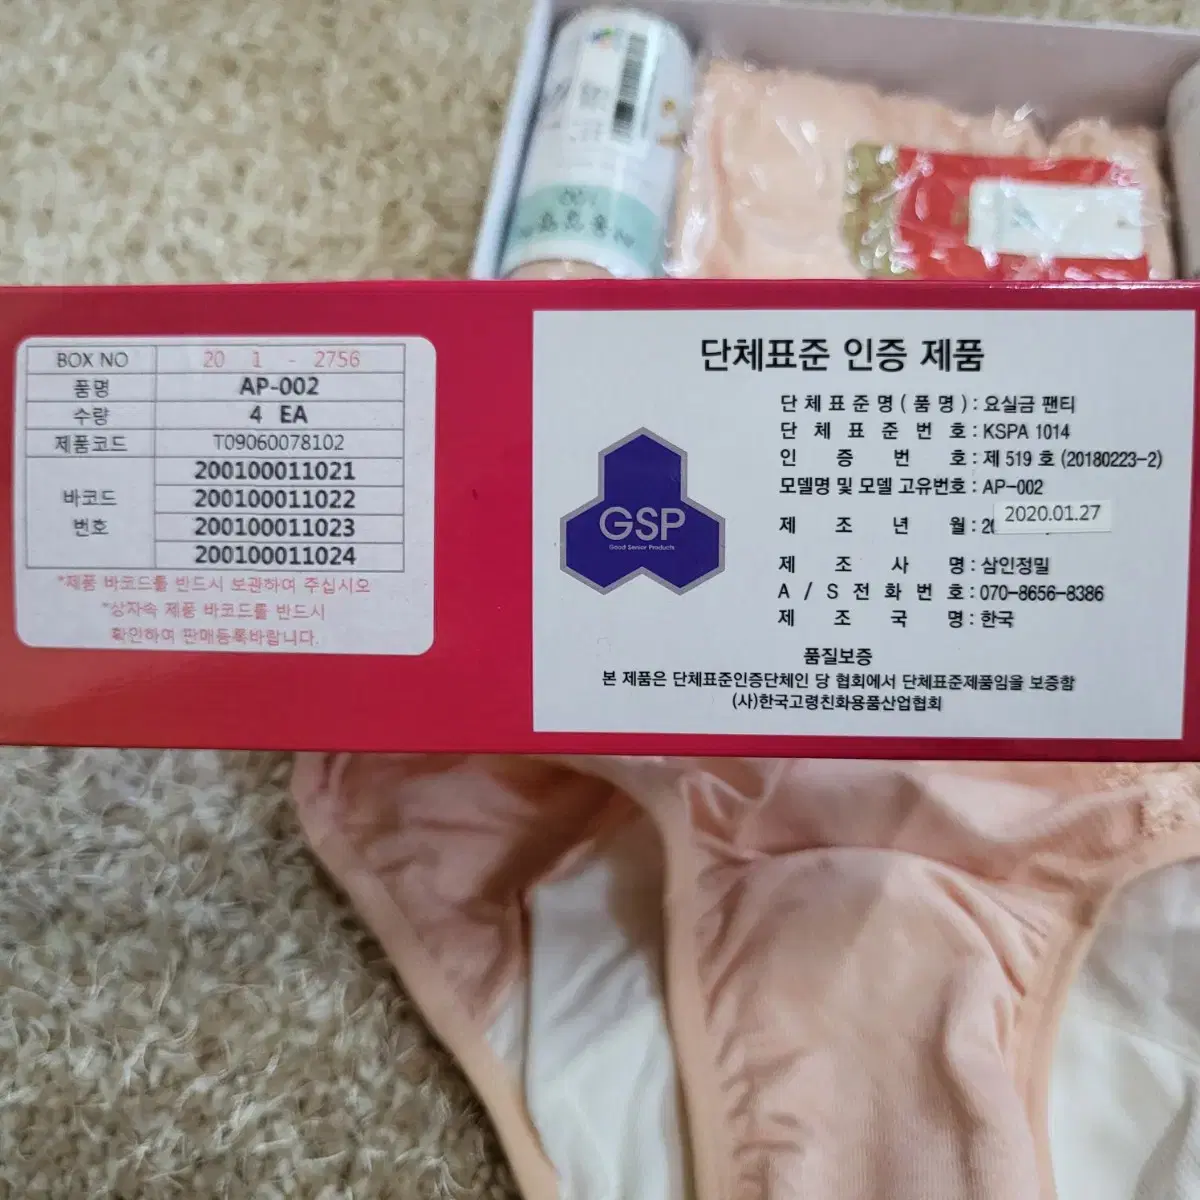 BOX NO 20 1 - 2756
품명 AP-002
수량 4 EA
제품코드 T09060078102
바코드 번호
200100011021
200100011022
200100011023
200100011024
*제품 바코드를 반드시 보관하여 주십시오
*상자속 제품 바코드를 반드시
확인하여 판매등록바랍니다.
단체표준 인증 제품
GSP
Good Senior Products
단체표준명(품명) : 요실금 팬티
단체표준번호 : KSPA 1014
인증번호 : 제 519 호 (20180223-2)
모델명 및 모델 고유번호 : AP-002
제조년월 : 2020.01.27
제조사명 : 삼인정밀
A/S전화번호 : 070-8656-8386
제조국명 : 한국
품질보증
본 제품은 단체표준인증단체인 당 협회에서 단체표준제품임을 보증함
(사)한국고령친화용품산업협회